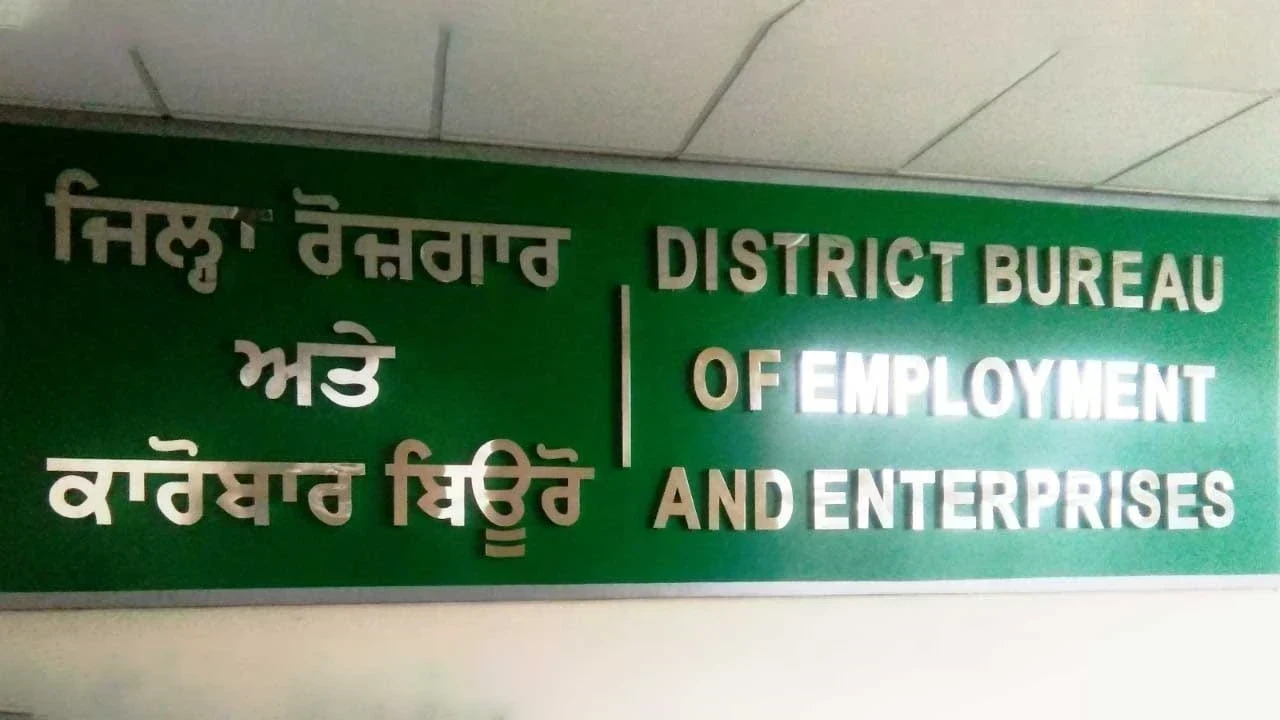 ਜਿਲ੍ਹਾ ਰੋਜ਼ਗਾਰ
ਅਤੇ
ਕਾਰੋਬਾਰ ਬਿਊਰੋ
DISTRICT BUREAU
OF EMPLOYMENT
AND ENTERPRISES